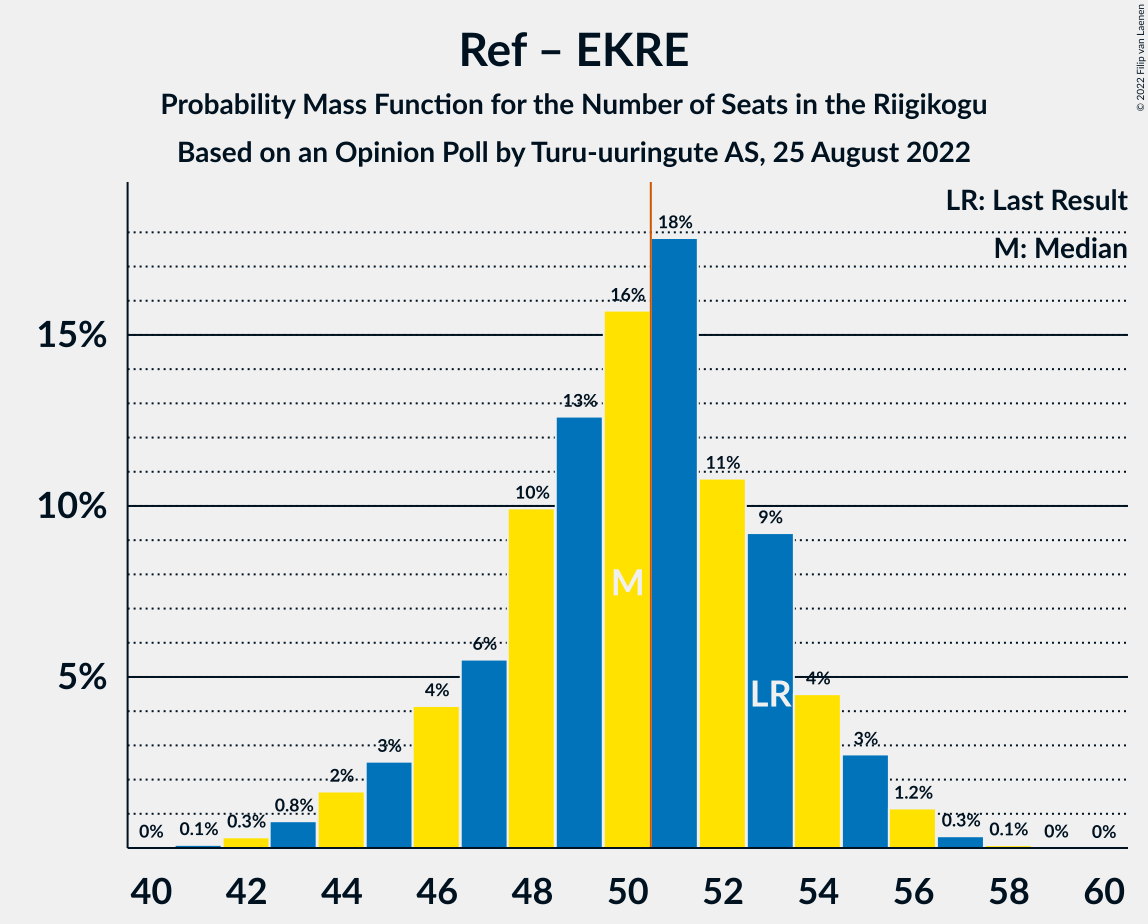 Ref – EKRE
Probability Mass Function for the Number of Seats in the Riigikogu
Based on an Opinion Poll by Turu-uuringute AS, 25 August 2022
© 2022 Filip van Laenen
LR: Last Result
M: Median
15%
10%
5%
0%
0.1%
0.3%
0.8%
2%
3%
4%
6%
10%
13%
16%
18%
11%
9%
4%
3%
1.2%
0.3%
0.1%
0%
0%
M
LR
40 42 44 46 48 50 52 54 56 58 60